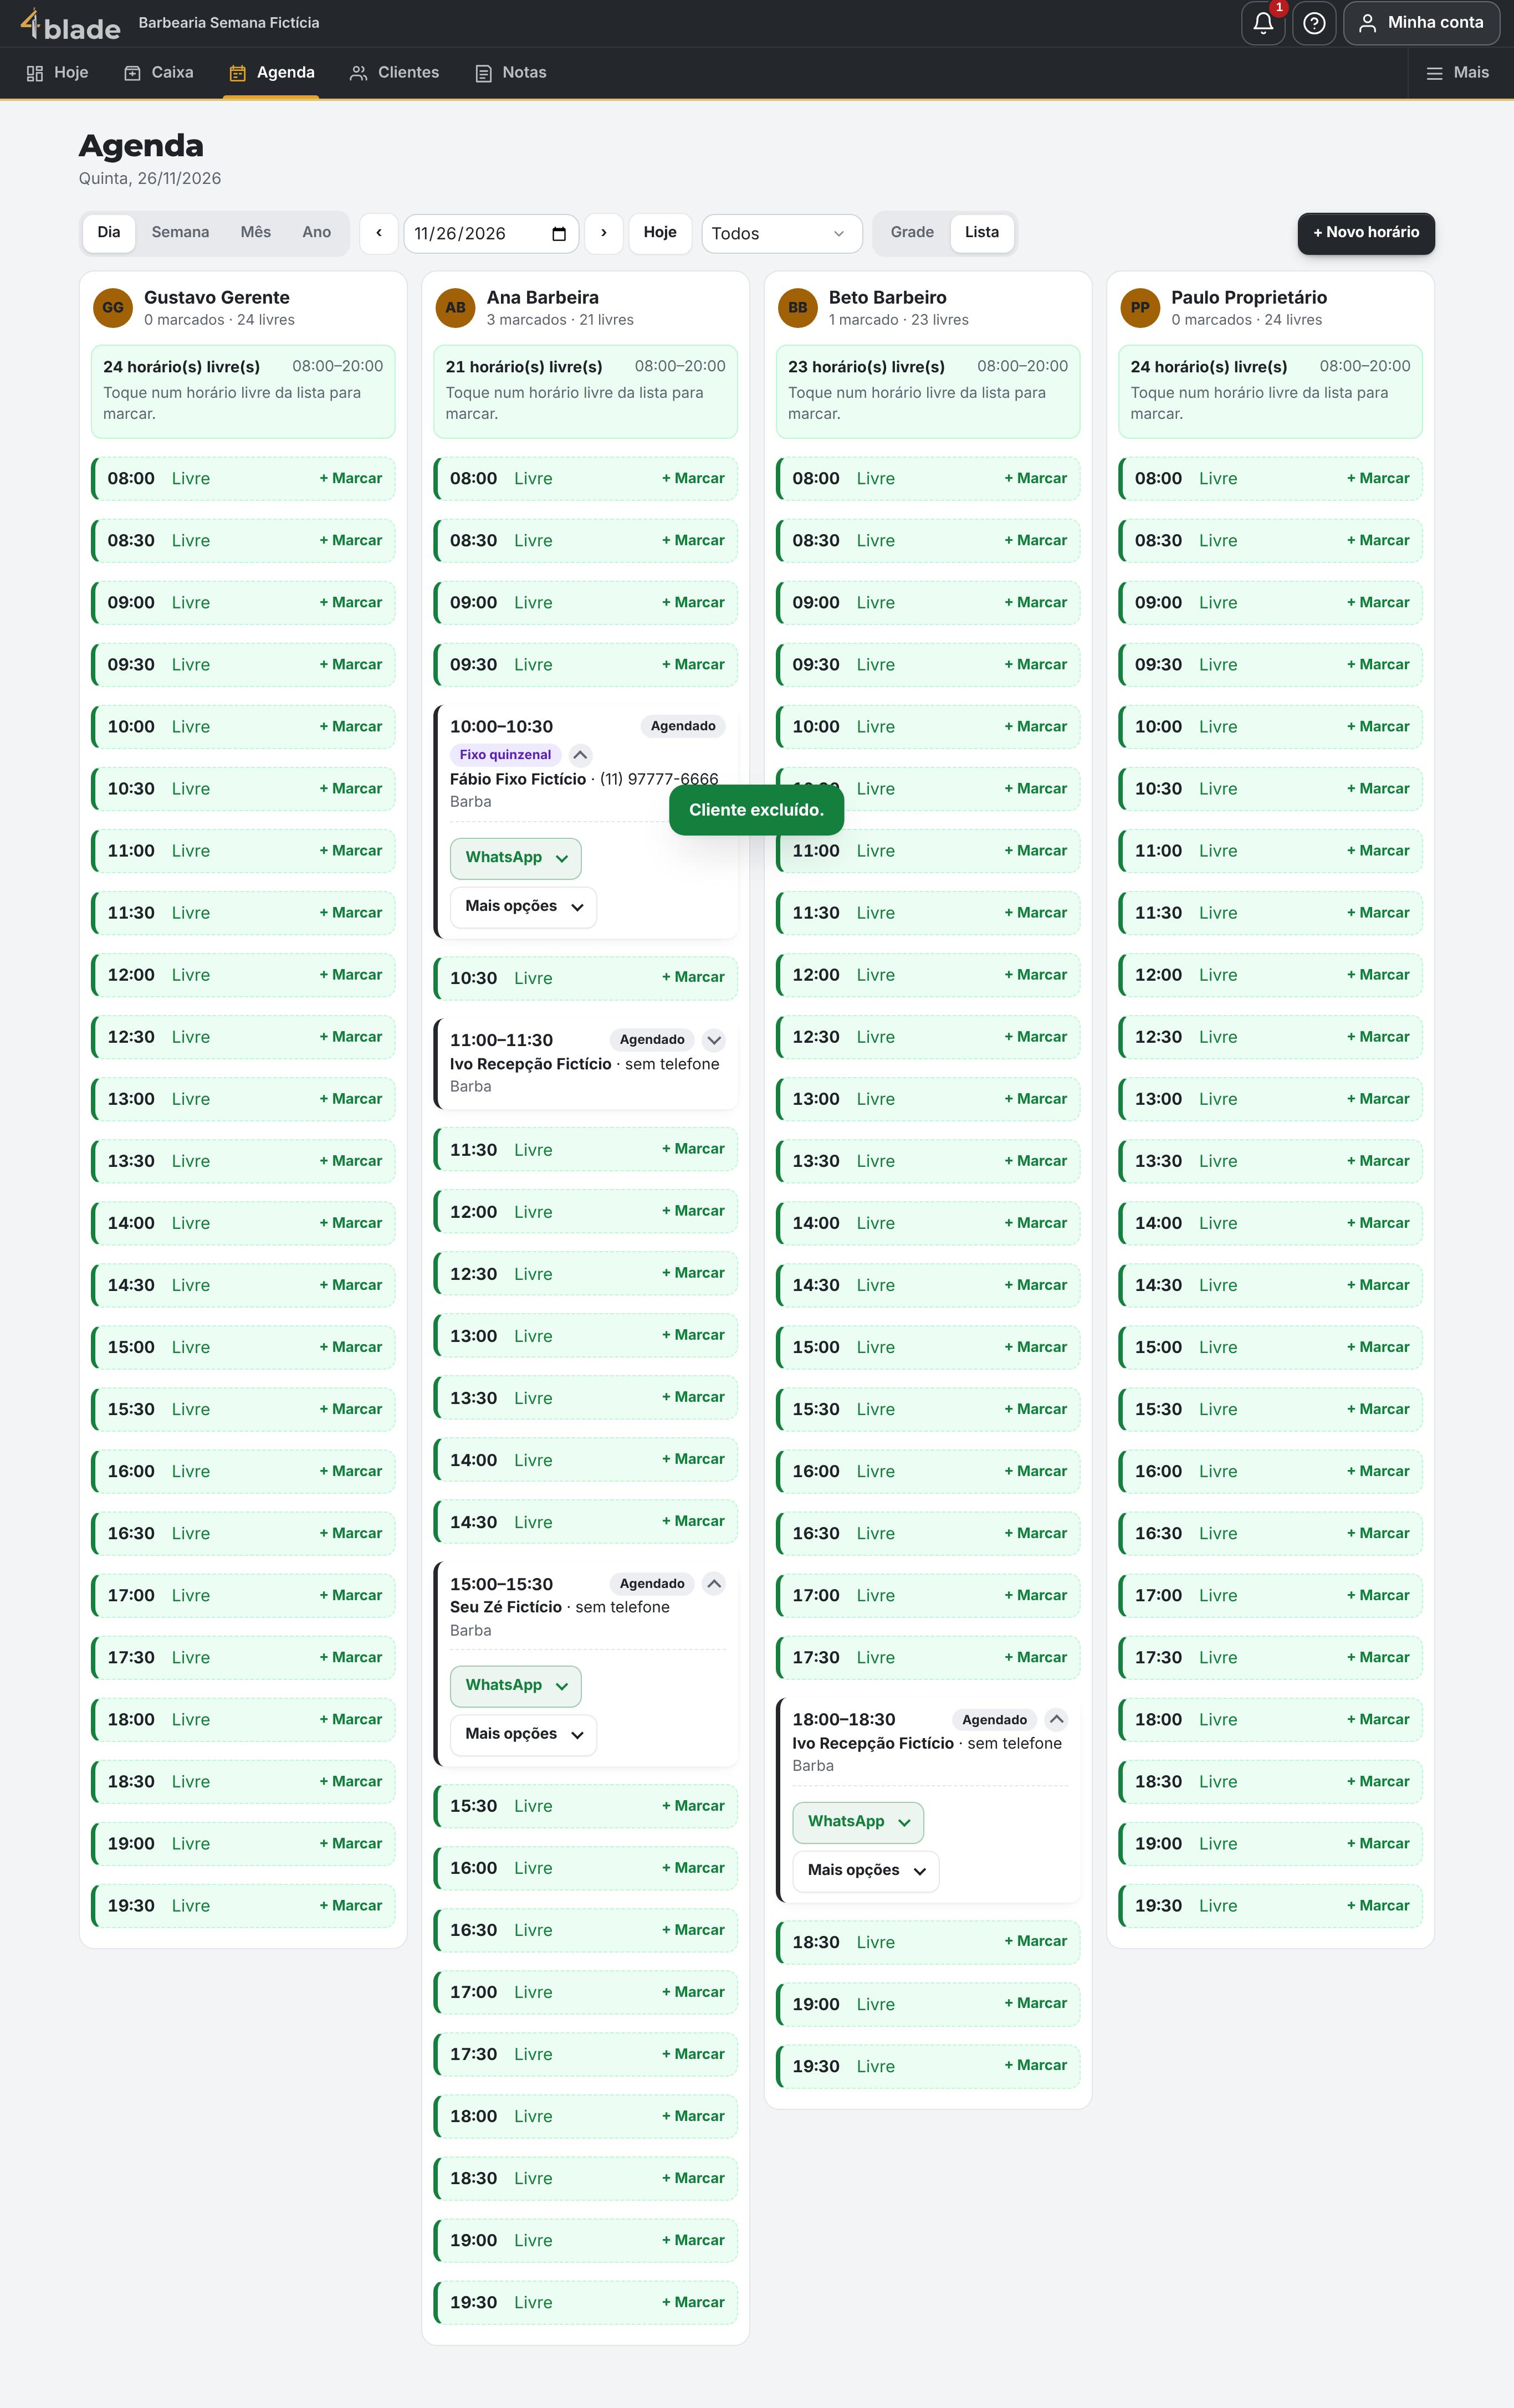 4blade
Barbearia Semana Fictícia
1
Minha conta
Hoje
Caixa
Agenda
Clientes
Notas
Mais
Agenda
Quinta, 26/11/2026
Dia
Semana
Mês
Ano
11/26/2026
Hoje
Todos
Grade
Lista
+ Novo horário
GG
Gustavo Gerente
0 marcados · 24 livres
24 horário(s) livre(s) 08:00–20:00
Toque num horário livre da lista para
marcar.
08:00 Livre + Marcar
08:30 Livre + Marcar
09:00 Livre + Marcar
09:30 Livre + Marcar
10:00 Livre + Marcar
10:30 Livre + Marcar
11:00 Livre + Marcar
11:30 Livre + Marcar
12:00 Livre + Marcar
12:30 Livre + Marcar
13:00 Livre + Marcar
13:30 Livre + Marcar
14:00 Livre + Marcar
14:30 Livre + Marcar
15:00 Livre + Marcar
15:30 Livre + Marcar
16:00 Livre + Marcar
16:30 Livre + Marcar
17:00 Livre + Marcar
17:30 Livre + Marcar
18:00 Livre + Marcar
18:30 Livre + Marcar
19:00 Livre + Marcar
19:30 Livre + Marcar
AB
Ana Barbeira
3 marcados · 21 livres
21 horário(s) livre(s) 08:00–20:00
Toque num horário livre da lista para
marcar.
08:00 Livre + Marcar
08:30 Livre + Marcar
09:00 Livre + Marcar
09:30 Livre + Marcar
10:00–10:30 Agendado
Fixo quinzenal
Fábio Fixo Fictício · (11) 97777-6666
Barba
WhatsApp
Mais opções
10:30 Livre + Marcar
11:00–11:30 Agendado
Ivo Recepção Fictício · sem telefone
Barba
11:30 Livre + Marcar
12:00 Livre + Marcar
12:30 Livre + Marcar
13:00 Livre + Marcar
13:30 Livre + Marcar
14:00 Livre + Marcar
14:30 Livre + Marcar
15:00–15:30 Agendado
Seu Zé Fictício · sem telefone
Barba
WhatsApp
Mais opções
15:30 Livre + Marcar
16:00 Livre + Marcar
16:30 Livre + Marcar
17:00 Livre + Marcar
17:30 Livre + Marcar
18:00 Livre + Marcar
18:30 Livre + Marcar
19:00 Livre + Marcar
19:30 Livre + Marcar
Cliente excluído.
BB
Beto Barbeiro
1 marcado · 23 livres
23 horário(s) livre(s) 08:00–20:00
Toque num horário livre da lista para
marcar.
08:00 Livre + Marcar
08:30 Livre + Marcar
09:00 Livre + Marcar
09:30 Livre + Marcar
10:00 Livre + Marcar
Livre + Marcar
11:00 Livre + Marcar
11:30 Livre + Marcar
12:00 Livre + Marcar
12:30 Livre + Marcar
13:00 Livre + Marcar
13:30 Livre + Marcar
14:00 Livre + Marcar
14:30 Livre + Marcar
15:00 Livre + Marcar
15:30 Livre + Marcar
16:00 Livre + Marcar
16:30 Livre + Marcar
17:00 Livre + Marcar
17:30 Livre + Marcar
18:00–18:30 Agendado
Ivo Recepção Fictício · sem telefone
Barba
WhatsApp
Mais opções
18:30 Livre + Marcar
19:00 Livre + Marcar
19:30 Livre + Marcar
PP
Paulo Proprietário
0 marcados · 24 livres
24 horário(s) livre(s) 08:00–20:00
Toque num horário livre da lista para
marcar.
08:00 Livre + Marcar
08:30 Livre + Marcar
09:00 Livre + Marcar
09:30 Livre + Marcar
10:00 Livre + Marcar
10:30 Livre + Marcar
11:00 Livre + Marcar
11:30 Livre + Marcar
12:00 Livre + Marcar
12:30 Livre + Marcar
13:00 Livre + Marcar
13:30 Livre + Marcar
14:00 Livre + Marcar
14:30 Livre + Marcar
15:00 Livre + Marcar
15:30 Livre + Marcar
16:00 Livre + Marcar
16:30 Livre + Marcar
17:00 Livre + Marcar
17:30 Livre + Marcar
18:00 Livre + Marcar
18:30 Livre + Marcar
19:00 Livre + Marcar
19:30 Livre + Marcar